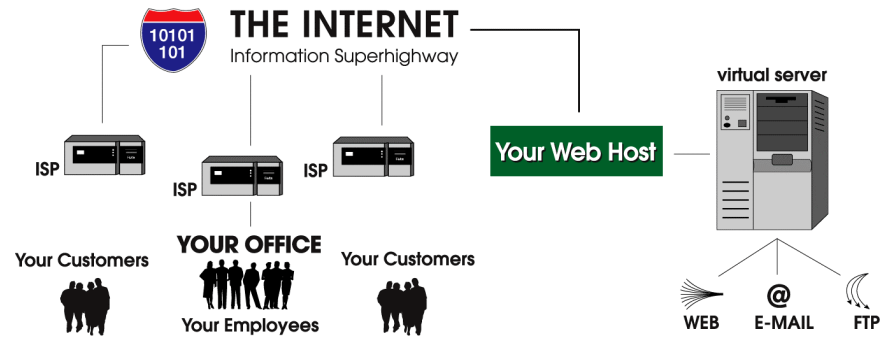 10101
101
THE INTERNET
Information Superhighway
virtual server
ISP
ISP
ISP
Your Web Host
Your Customers
YOUR OFFICE
Your Employees
Your Customers
WEB
@
E-MAIL
FTP